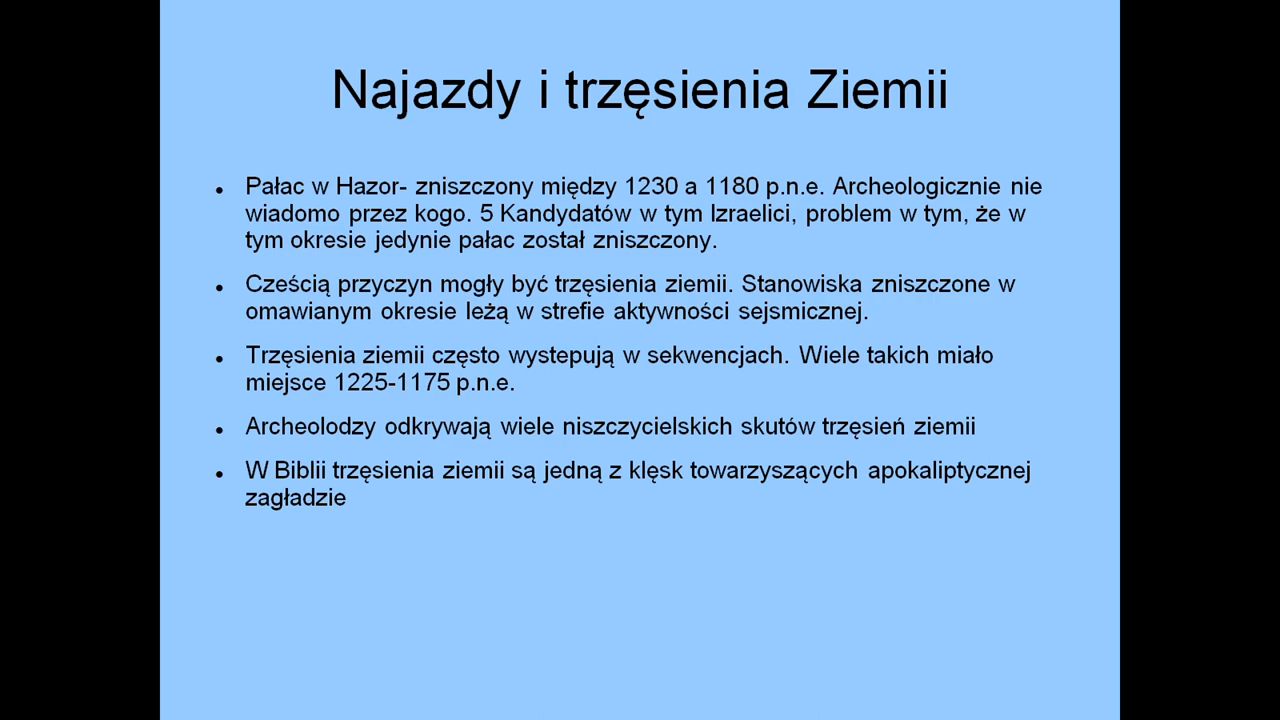 Najazdy i trzęsienia Ziemii
Pałac w Hazor- zniszczony między 1230 a 1180 p.n.e. Archeologicznie nie
wiadomo przez kogo. 5 Kandydatów w tym Izraelici, problem w tym, że w
tym okresie jedynie pałac został zniszczony.
Cześcią przyczyn mogły być trzęsienia ziemii. Stanowiska zniszczone w
omawianym okresie leżą w strefie aktywności sejsmicznej.
Trzęsienia ziemii często wystepują w sekwencjach. Wiele takich miało
miejsce 1225-1175 p.n.e.
Archeolodzy odkrywają wiele niszczycielskich skutów trzęsień ziemii
W Biblii trzęsienia ziemii są jedną z klęsk towarzyszących apokaliptycznej
zagładzie